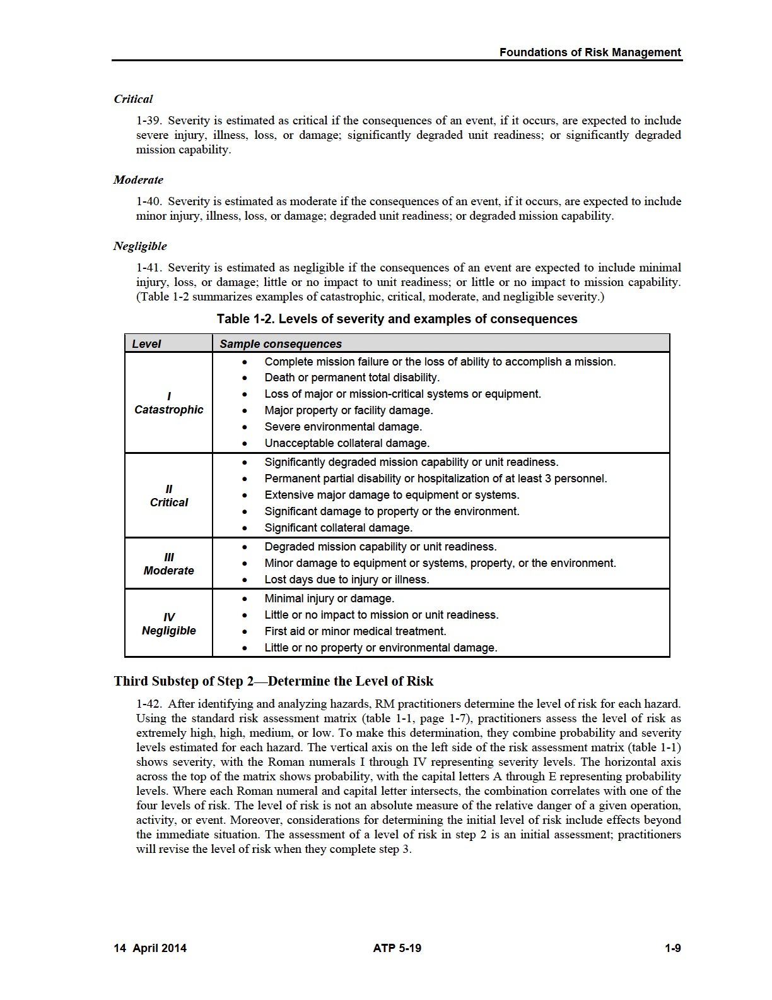 Foundations of Risk Management
Critical
1-39. Severity is estimated as critical if the consequences of an event, if it occurs, are expected to include
severe injury, illness, loss, or damage; significantly degraded unit readiness; or significantly degraded
mission capability.
Moderate
1-40. Severity is estimated as moderate if the consequences of an event, if it occurs, are expected to include
minor injury, illness, loss, or damage; degraded unit readiness; or degraded mission capability.
Negligible
1-41. Severity is estimated as negligible if the consequences of an event are expected to include minimal
injury, loss, or damage; little or no impact to unit readiness; or little or no impact to mission capability.
(Table 1-2 summarizes examples of catastrophic, critical, moderate, and negligible severity.)
Table 1-2. Levels of severity and examples of consequences
Level Sample consequences
I
Catastrophic
• Complete mission failure or the loss of ability to accomplish a mission.
• Death or permanent total disability.
• Loss of major or mission-critical systems or equipment.
• Major property or facility damage.
• Severe environmental damage.
• Unacceptable collateral damage.
II
Critical
• Significantly degraded mission capability or unit readiness.
• Permanent partial disability or hospitalization of at least 3 personnel.
• Extensive major damage to equipment or systems.
• Significant damage to property or the environment.
• Significant collateral damage.
III
Moderate
• Degraded mission capability or unit readiness.
• Minor damage to equipment or systems, property, or the environment.
• Lost days due to injury or illness.
IV
Negligible
• Minimal injury or damage.
• Little or no impact to mission or unit readiness.
• First aid or minor medical treatment.
• Little or no property or environmental damage.
Third Substep of Step 2—Determine the Level of Risk
1-42. After identifying and analyzing hazards, RM practitioners determine the level of risk for each hazard.
Using the standard risk assessment matrix (table 1-1, page 1-7), practitioners assess the level of risk as
extremely high, high, medium, or low. To make this determination, they combine probability and severity
levels estimated for each hazard. The vertical axis on the left side of the risk assessment matrix (table 1-1)
shows severity, with the Roman numerals I through IV representing severity levels. The horizontal axis
across the top of the matrix shows probability, with the capital letters A through E representing probability
levels. Where each Roman numeral and capital letter intersects, the combination correlates with one of the
four levels of risk. The level of risk is not an absolute measure of the relative danger of a given operation,
activity, or event. Moreover, considerations for determining the initial level of risk include effects beyond
the immediate situation. The assessment of a level of risk in step 2 is an initial assessment; practitioners
will revise the level of risk when they complete step 3.
14 April 2014 ATP 5-19 1-9